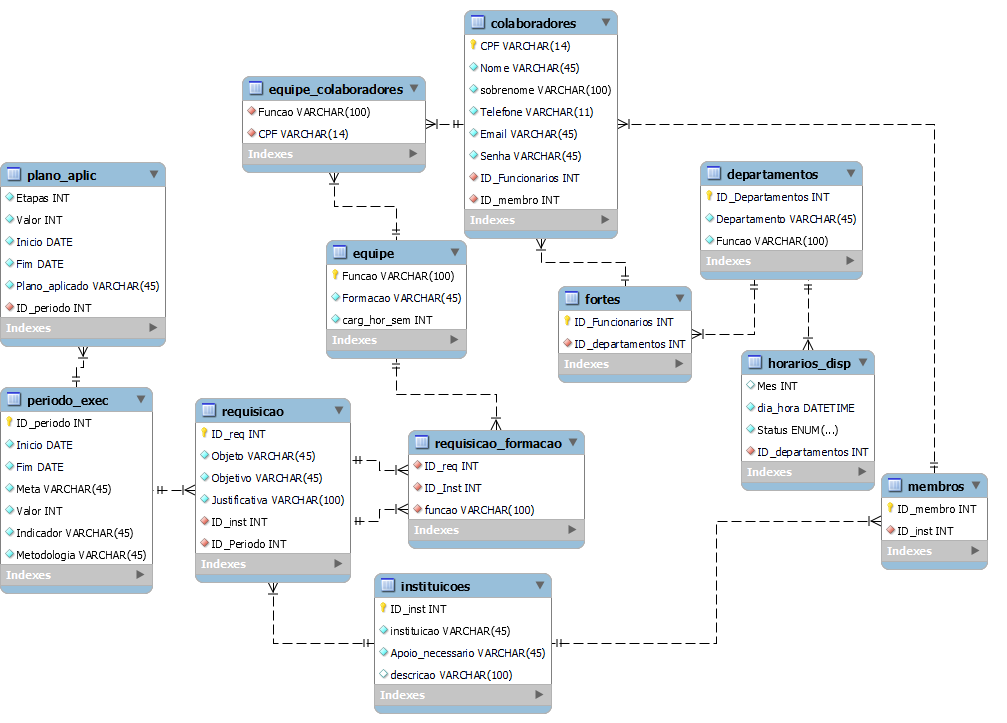 colaboradores
CPF VARCHAR(14)
Nome VARCHAR(45)
sobrenome VARCHAR(100)
Telefone VARCHAR(11)
Email VARCHAR(45)
Senha VARCHAR(45)
ID_Funcionarios INT
ID_membro INT
Indexes
equipe_colaboradores
Funcao VARCHAR(100)
CPF VARCHAR(14)
Indexes
plano_aplic
Etapas INT
Valor INT
Inicio DATE
Fim DATE
Plano_aplicado VARCHAR(45)
ID_periodo INT
Indexes
departamentos
ID_Departamentos INT
Departamento VARCHAR(45)
Funcao VARCHAR(100)
Indexes
equipe
Funcao VARCHAR(100)
Formacao VARCHAR(45)
carg_hor_sem INT
Indexes
fortes
ID_Funcionarios INT
ID_departamentos INT
Indexes
horarios_disp
Mes INT
dia_hora DATETIME
Status ENUM(...)
ID_departamentos INT
Indexes
periodo_exec
ID_periodo INT
Inicio DATE
Fim DATE
Meta VARCHAR(45)
Valor INT
Indicador VARCHAR(45)
Metodologia VARCHAR(45)
Indexes
requisicao
ID_req INT
Objeto VARCHAR(45)
Objetivo VARCHAR(45)
Justificativa VARCHAR(100)
ID_inst INT
ID_Periodo INT
Indexes
requisicao_formacao
ID_req INT
ID_Inst INT
funcao VARCHAR(100)
Indexes
membros
ID_membro INT
ID_inst INT
Indexes
instituicoes
ID_inst INT
instituicao VARCHAR(45)
Apoio_necessario VARCHAR(45)
descricao VARCHAR(100)
Indexes